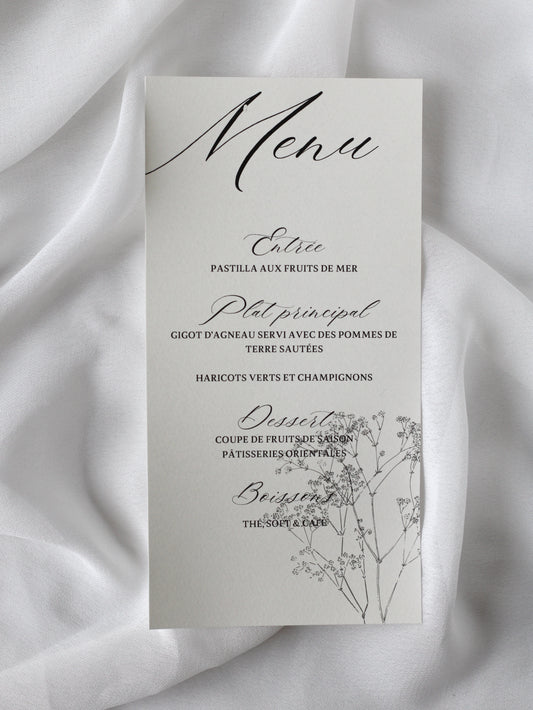 Menu
Entrée
PASTILLA AUX FRUITS DE MER
Plat principal
GIGOT D'AGNEAU SERVI AVEC DES POMMES DE
TERRE SAUTÉES
HARICOTS VERTS ET CHAMPIGNONS
Dessert
COUPE DE FRUITS DE SAISON
PÂTISSERIES ORIENTALES
Boissons
THÉ, SOFT & CAFÉ